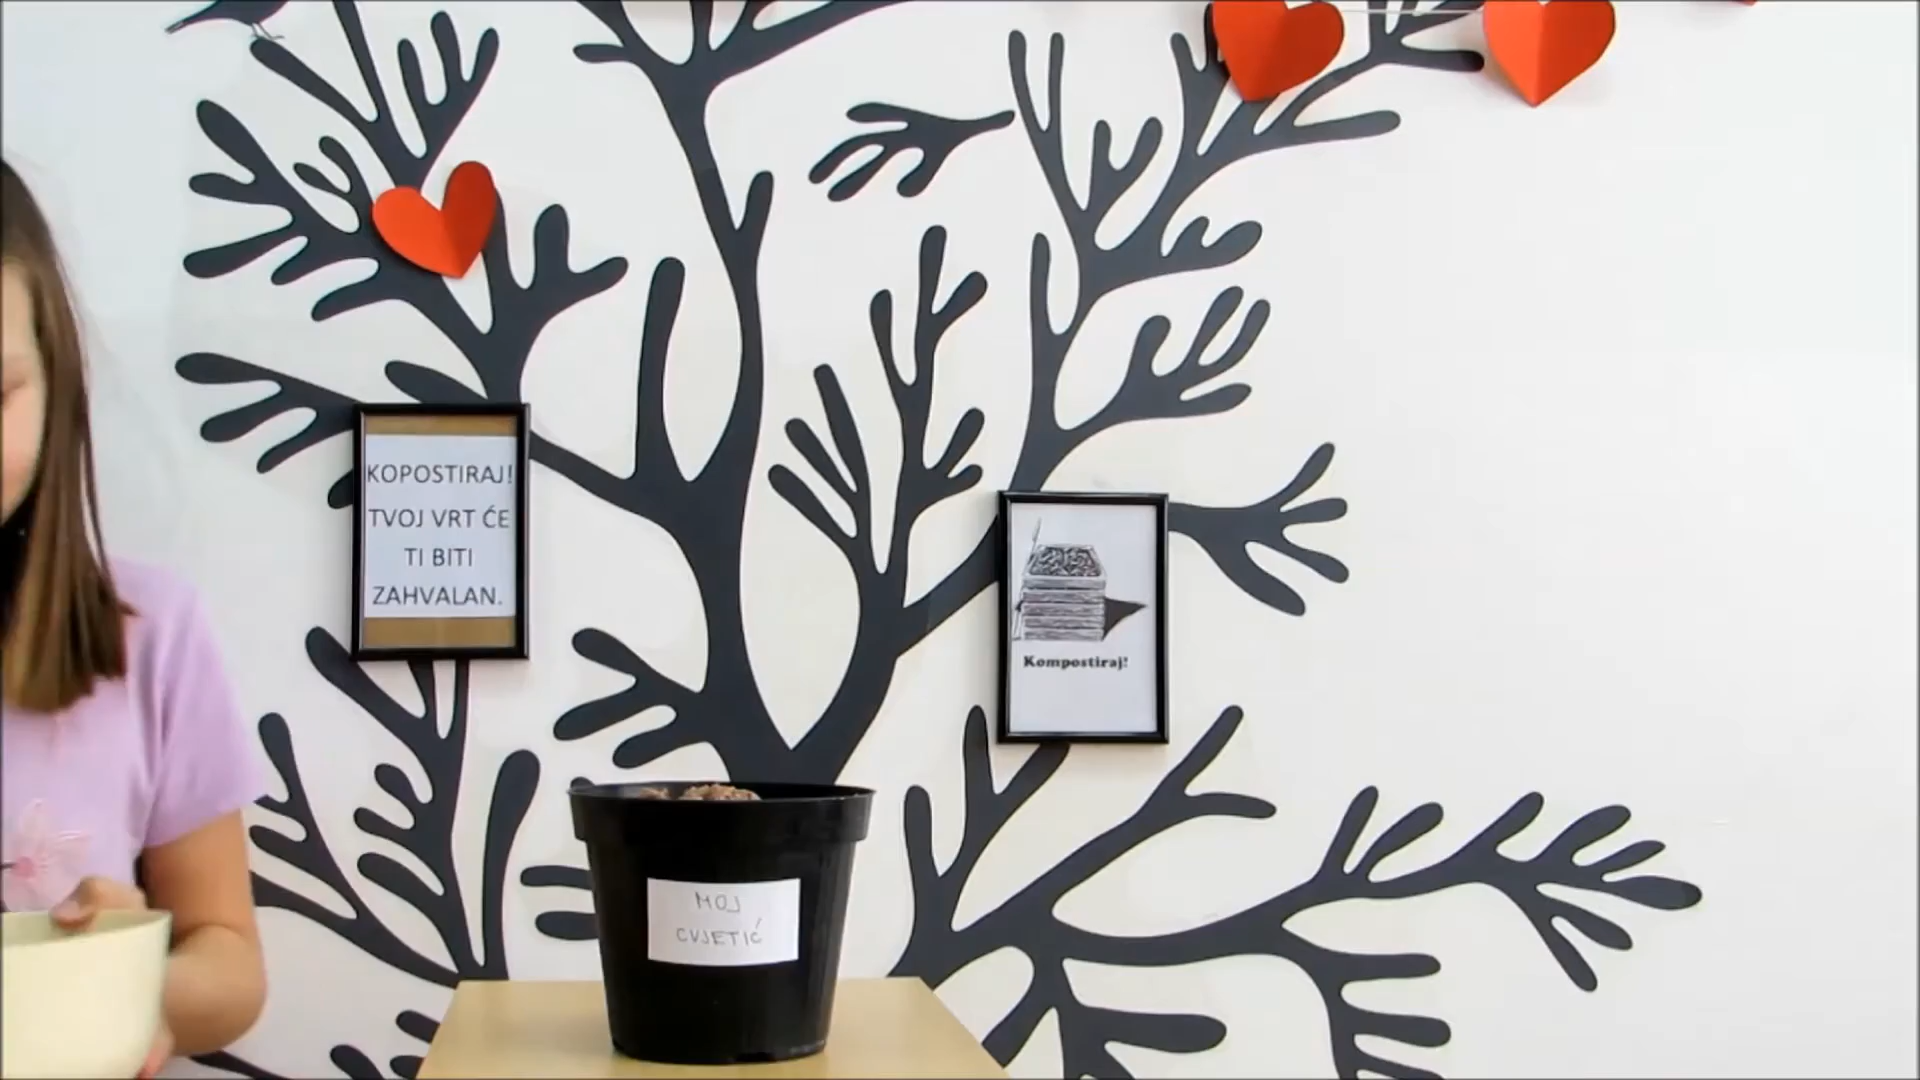 KOPOSTIRAJ!
TVOJ VRT ĆE
TI BITI
ZAHVALAN.
Kompostiraj!
MOJ
CVJETIĆ